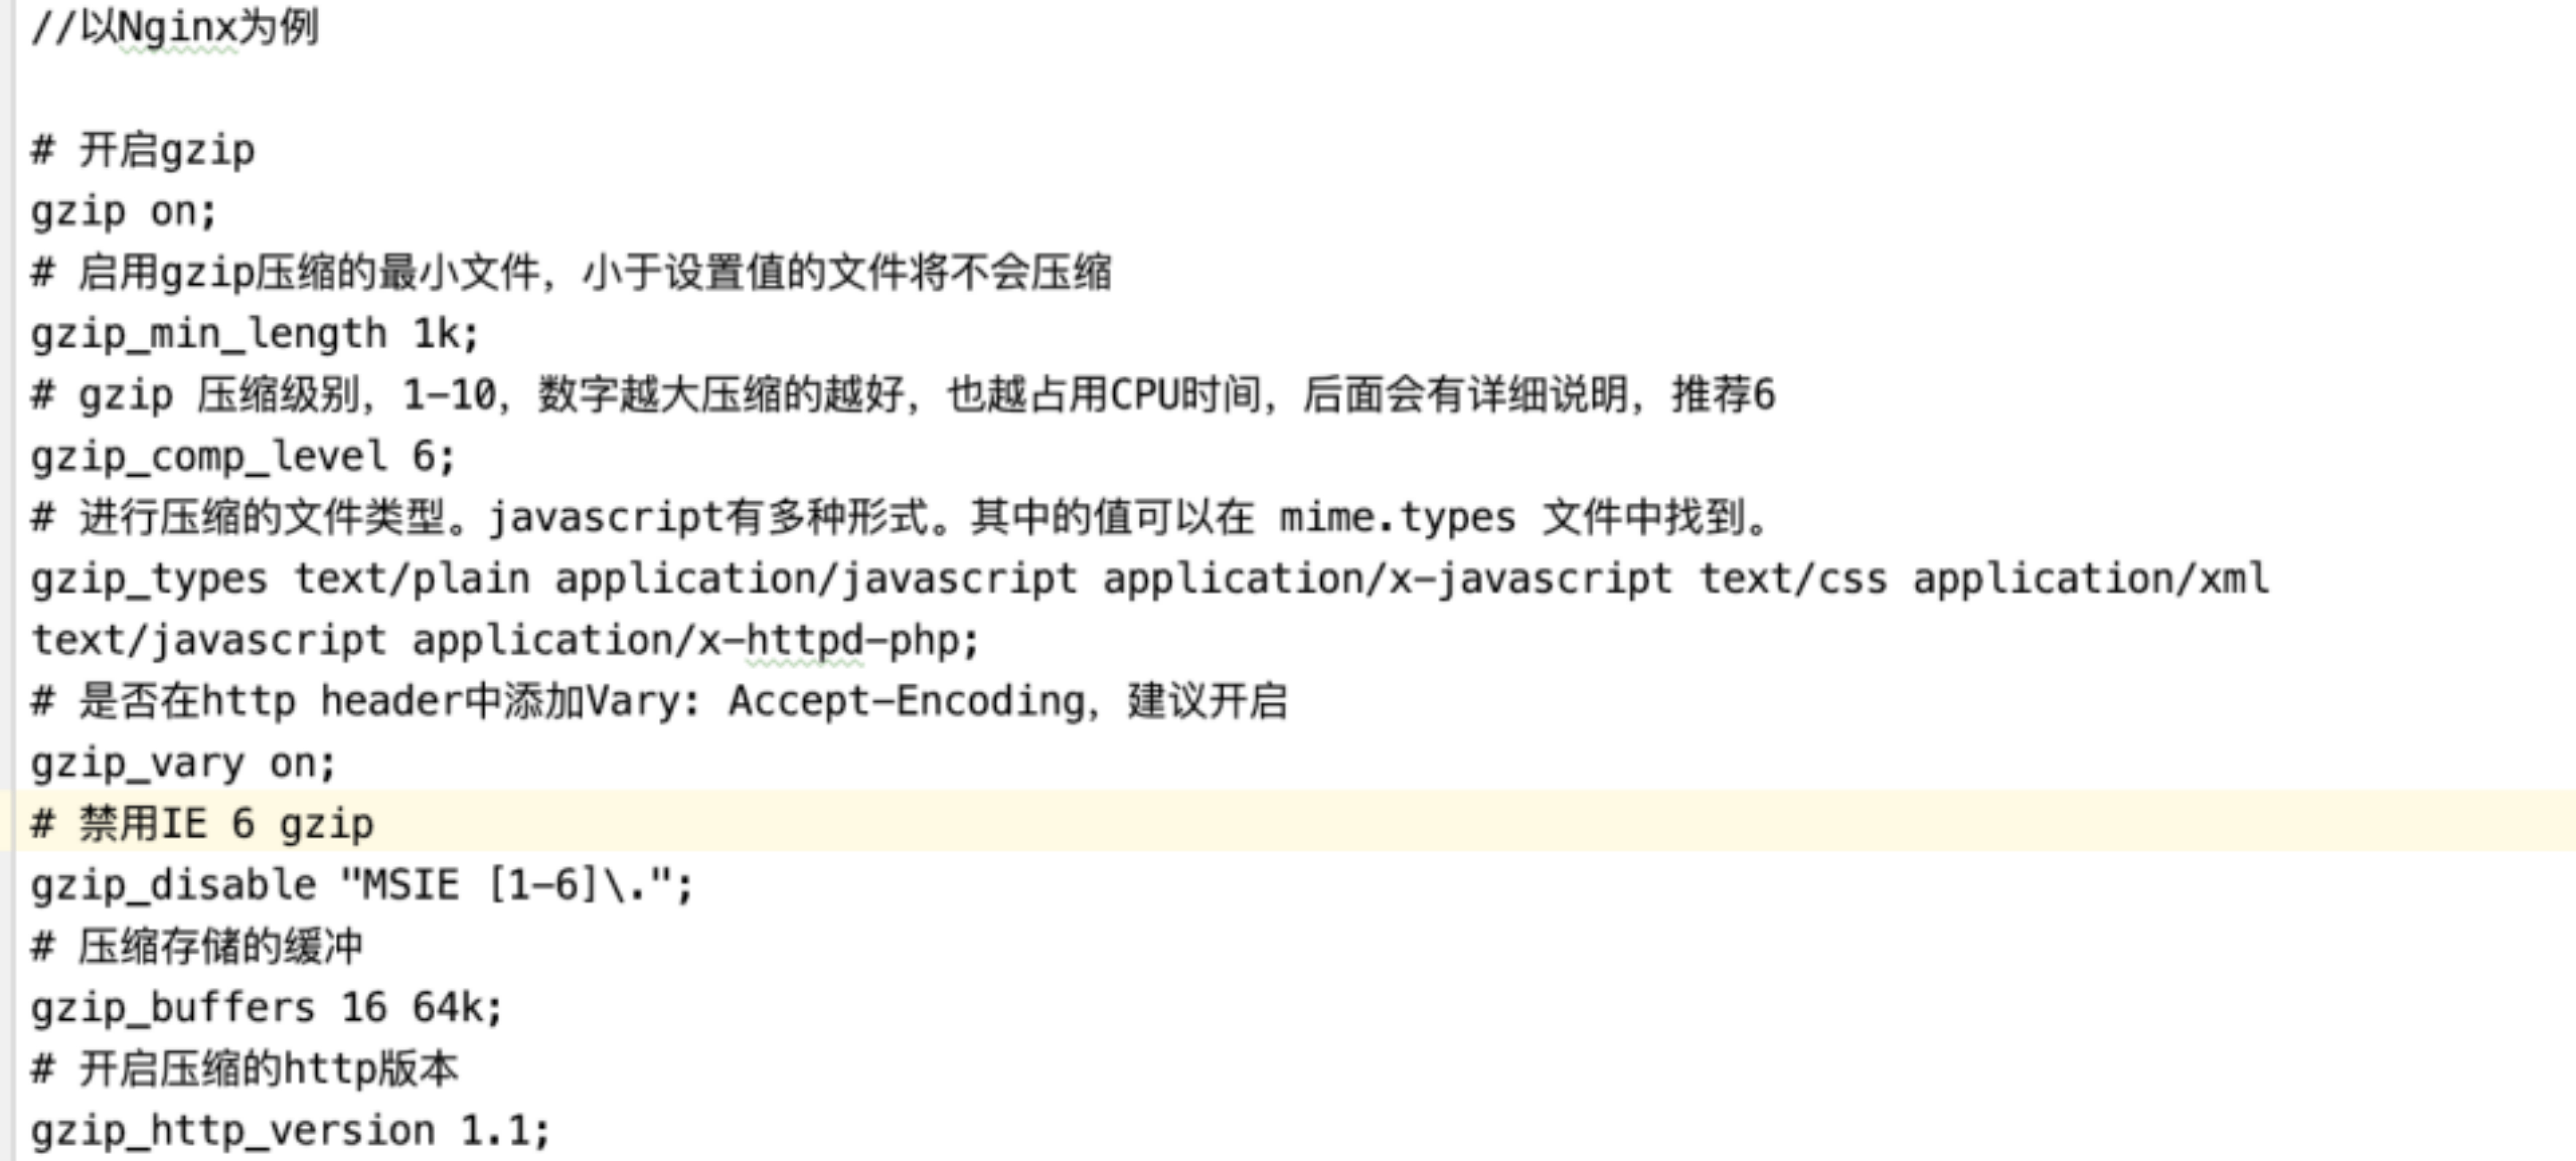 //以Nginx为例
# 开启gzip
gzip on;
# 启用gzip压缩的最小文件，小于设置值的文件将不会压缩
gzip_min_length 1k;
# gzip 压缩级别，1-10，数字越大压缩的越好，也越占用CPU时间，后面会有详细说明，推荐6
gzip_comp_level 6;
# 进行压缩的文件类型。javascript有多种形式。其中的值可以在 mime.types 文件中找到。
gzip_types text/plain application/javascript application/x-javascript text/css application/xml
text/javascript application/x-httpd-php;
# 是否在http header中添加Vary: Accept-Encoding，建议开启
gzip_vary on;
# 禁用IE 6 gzip
gzip_disable "MSIE [1-6]\.";
# 压缩存储的缓冲
gzip_buffers 16 64k;
# 开启压缩的http版本
gzip_http_version 1.1;